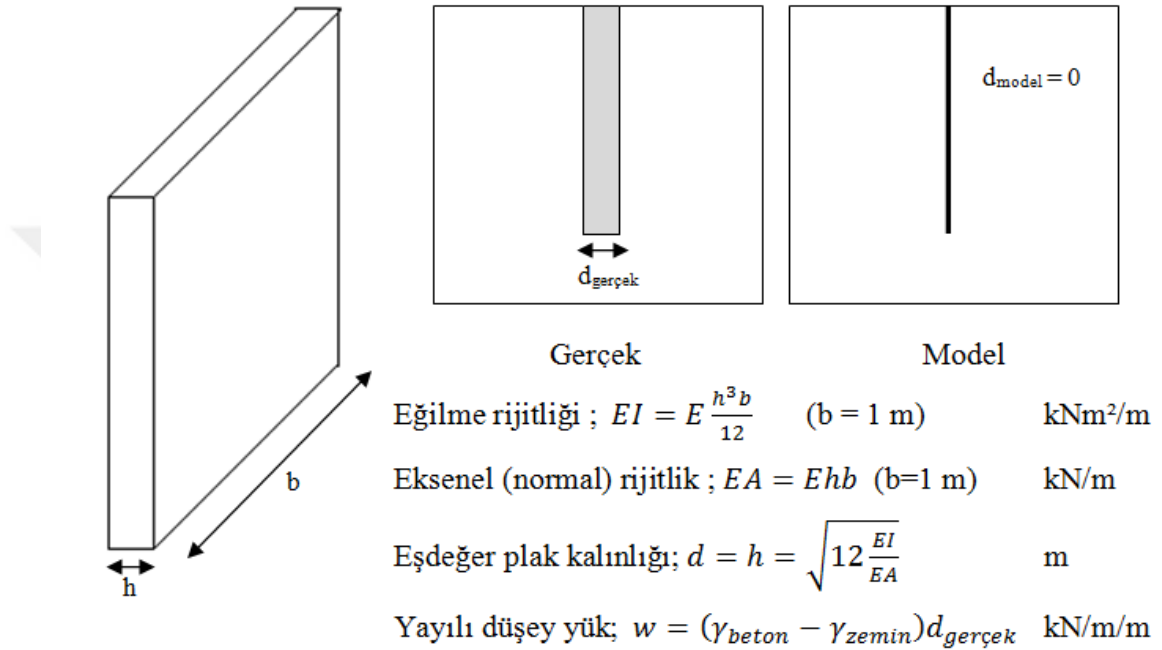 d_model = 0
d_gerçek
Gerçek
Model
b
h
Eğilme rijitliği ; EI = E h³b/12 (b = 1 m) kNm²/m
Eksenel (normal) rijitlik ; EA = Ehb (b=1 m) kN/m
Eşdeğer plak kalınlığı; d = h = √(12 EI/EA) m
Yayılı düşey yük; w = (γ_beton − γ_zemin)d_gerçek kN/m/m